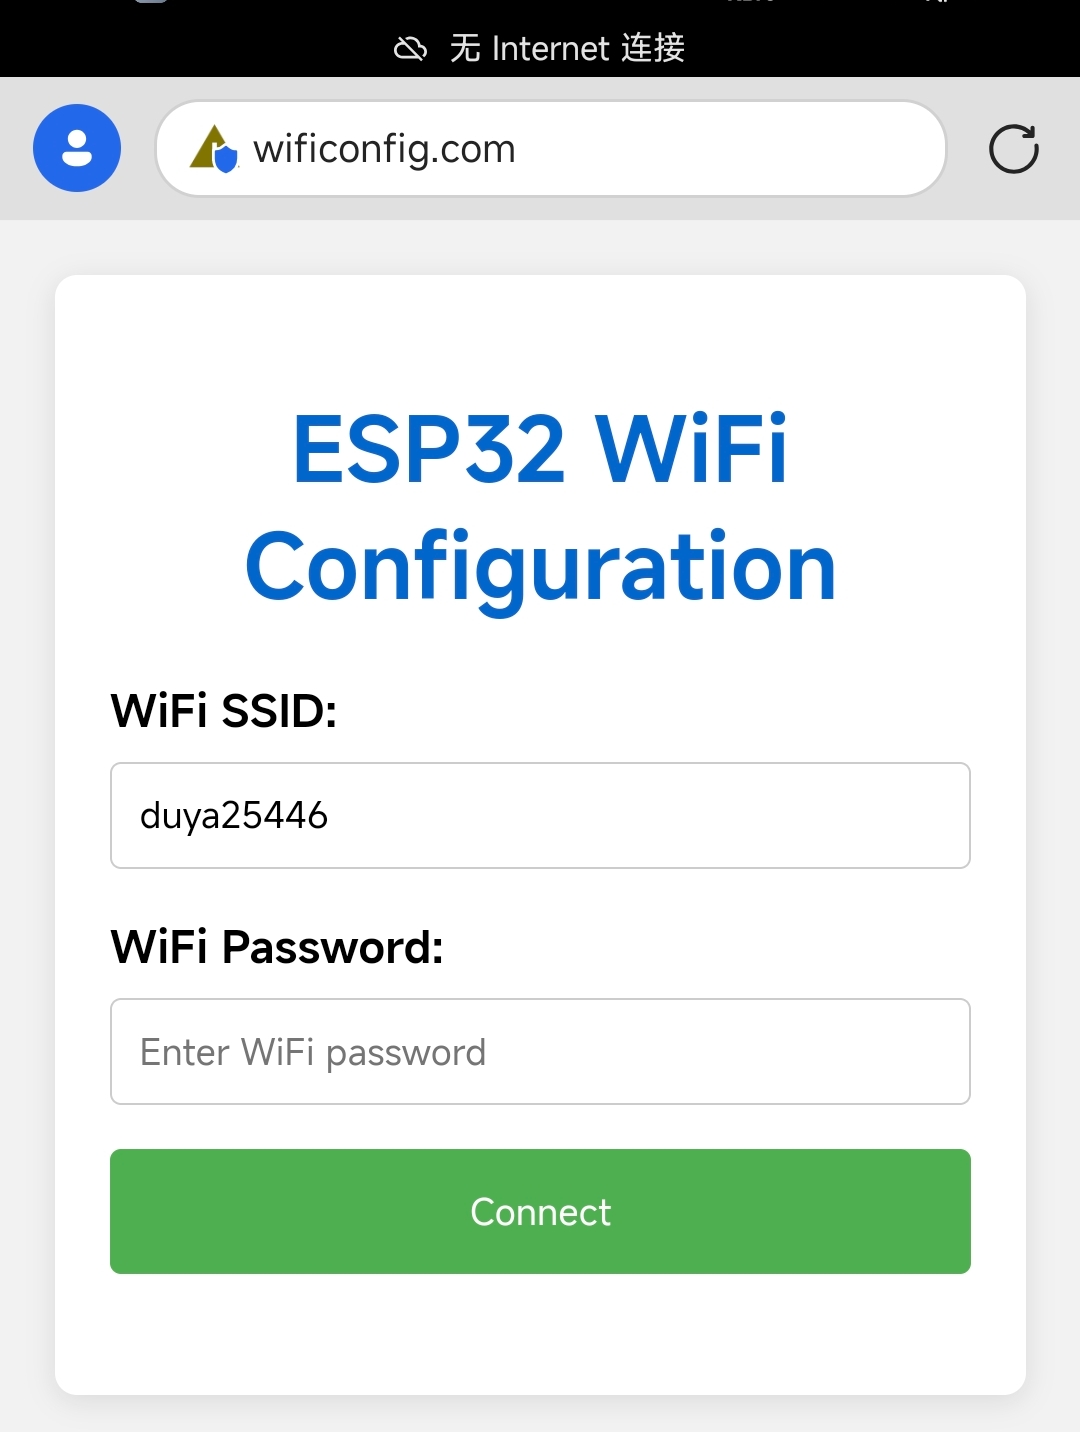 无 Internet 连接
wificonfig.com
ESP32 WiFi
Configuration
WiFi SSID:
duya25446
WiFi Password:
Enter WiFi password
Connect